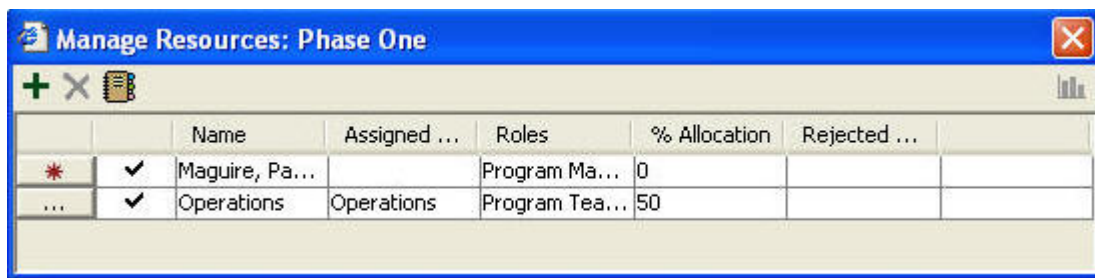 Manage Resources: Phase One
Name Assigned ... Roles % Allocation Rejected ...
Maguire, Pa... Program Ma... 0
... Operations Operations Program Tea... 50